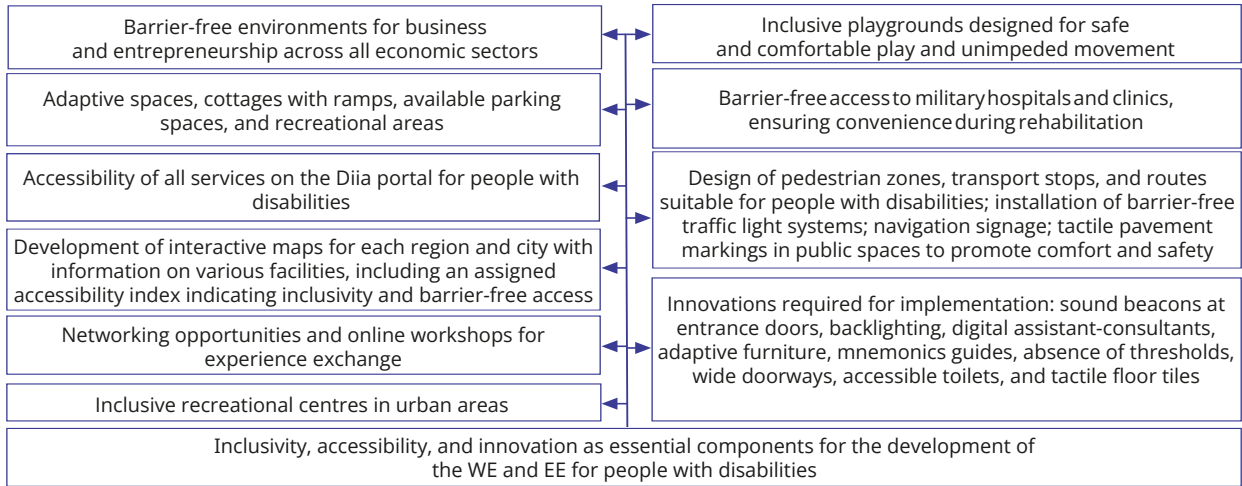 Barrier-free environments for business
and entrepreneurship across all economic sectors
Adaptive spaces, cottages with ramps, available parking
spaces, and recreational areas
Accessibility of all services on the Diia portal for people with
disabilities
Development of interactive maps for each region and city with
information on various facilities, including an assigned
accessibility index indicating inclusivity and barrier-free access
Networking opportunities and online workshops for
experience exchange
Inclusive recreational centres in urban areas
Inclusive playgrounds designed for safe
and comfortable play and unimpeded movement
Barrier-free access to military hospitals and clinics,
ensuring convenience during rehabilitation
Design of pedestrian zones, transport stops, and routes
suitable for people with disabilities; installation of barrier-free
traffic light systems; navigation signage; tactile pavement
markings in public spaces to promote comfort and safety
Innovations required for implementation: sound beacons at
entrance doors, backlighting, digital assistant-consultants,
adaptive furniture, mnemonics guides, absence of thresholds,
wide doorways, accessible toilets, and tactile floor tiles
Inclusivity, accessibility, and innovation as essential components for the development of
the WE and EE for people with disabilities